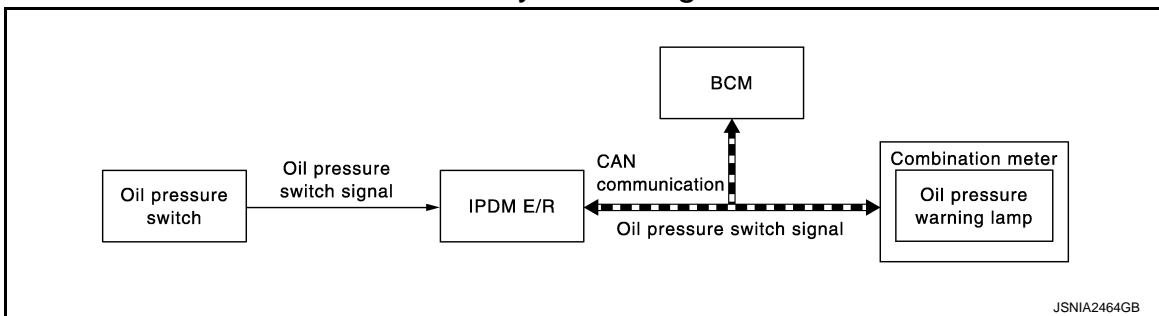 BCM
Oil pressure
switch signal
CAN
communication
Combination meter
Oil pressure
switch
IPDM E/R
Oil pressure
warning lamp
Oil pressure switch signal
JSNIA2464GB